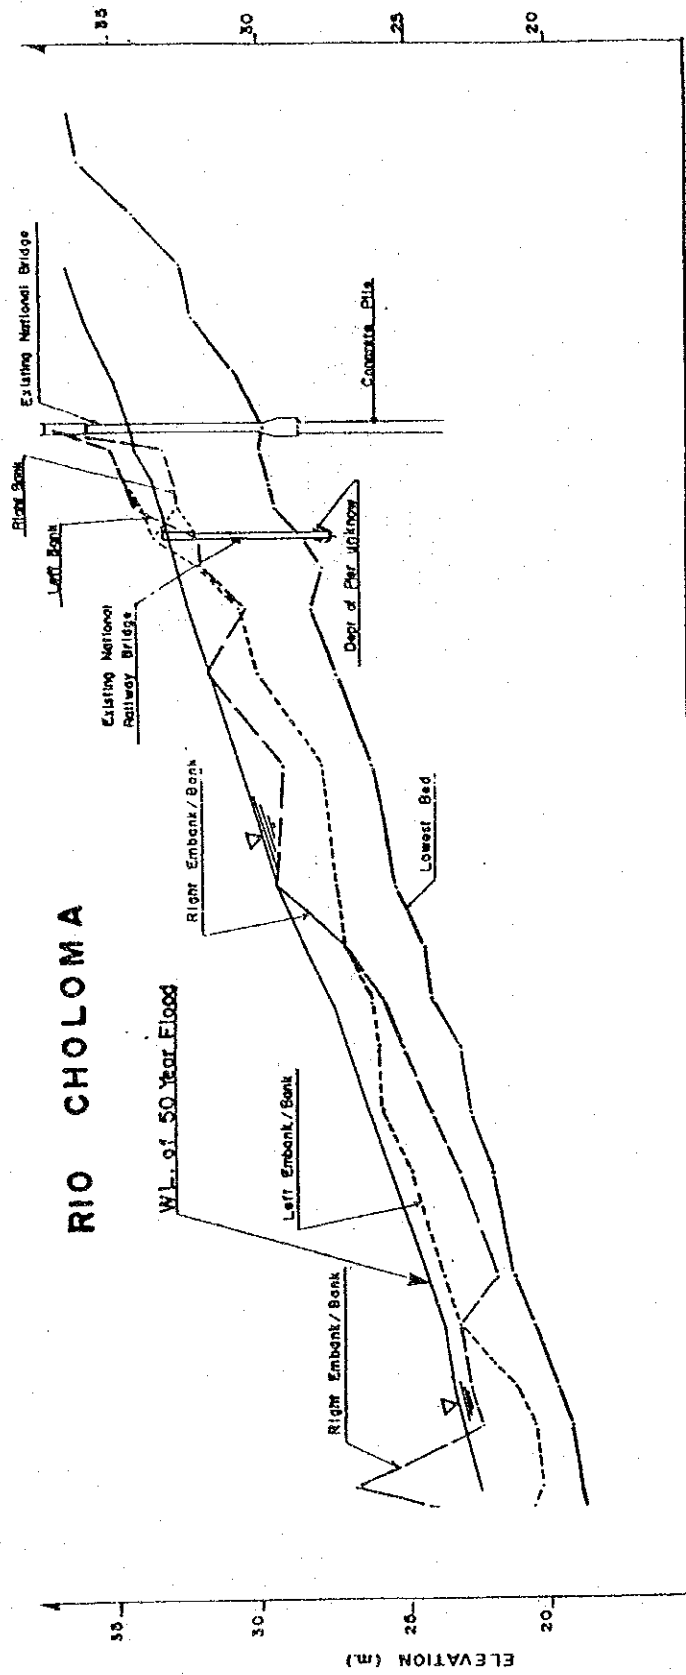 RIO CHOLOMA
35
30
25
20
Existing National Bridge
Right Bank
Left Bank
Existing National
Railway Bridge
Concrete Pile
Dept of Pier Unknow
Right Embank/Bank
Lowest Bed
W.L. of 50 Year Flood
Left Embank/Bank
Right Embank/Bank
35
30
25
20
ELEVATION (m)